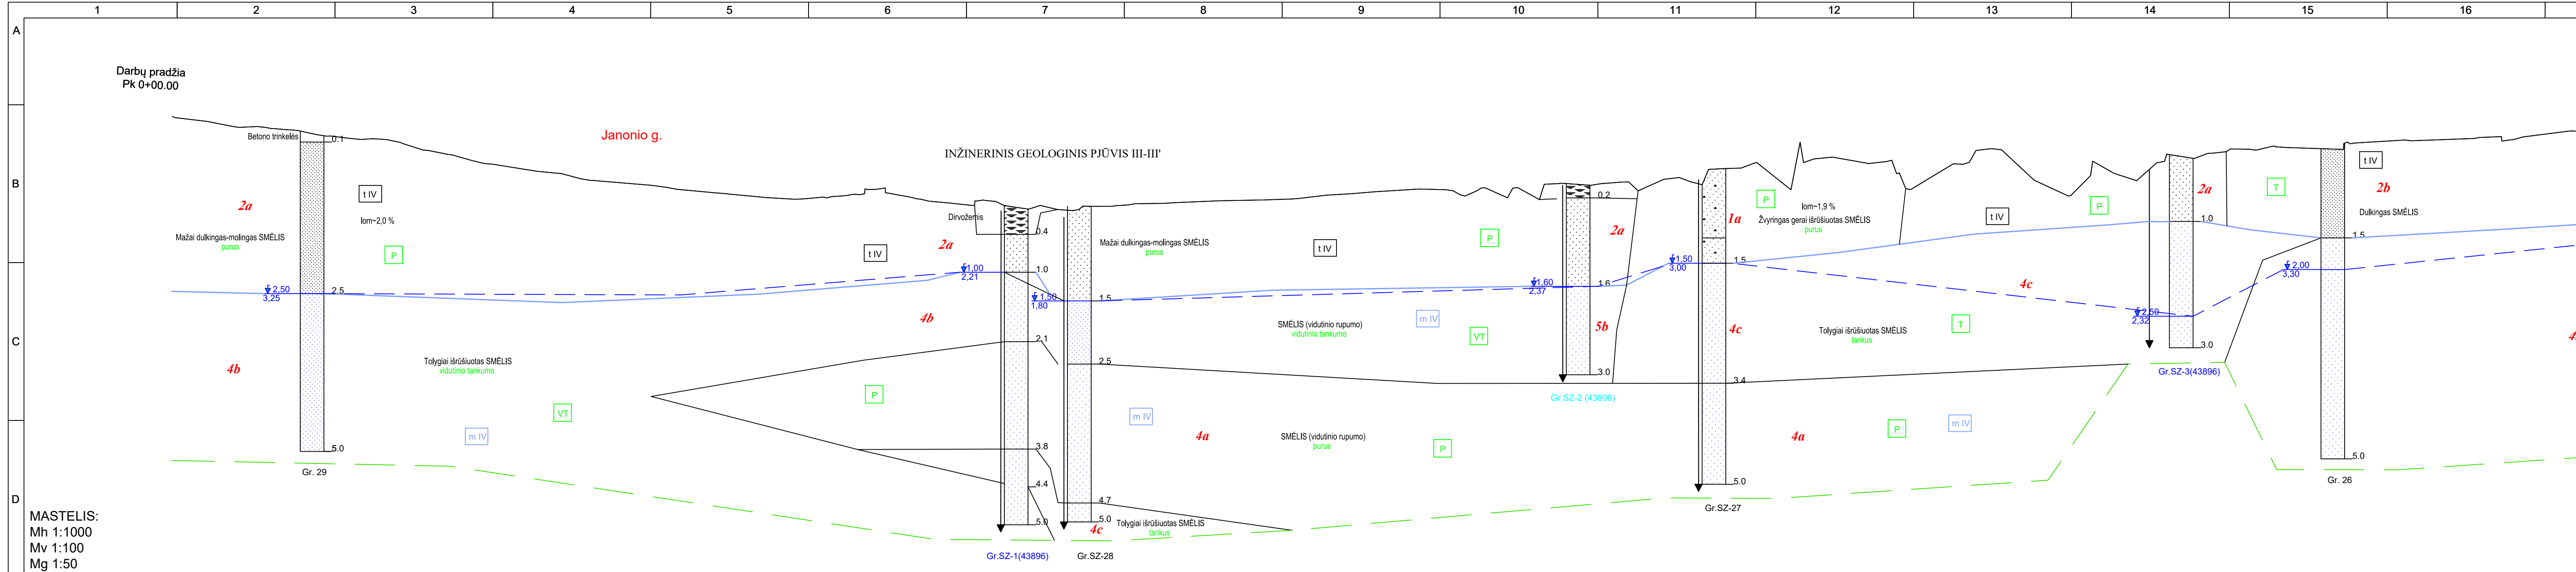 1 2 3 4 5 6 7 8 9 10 11 12 13 14 15 16
A
Darbų pradžia
Pk 0+00.00
Janonio g.
INŽINERINIS GEOLOGINIS PJŪVIS III-III'
B
Betono trinkelės
0.1
2a
t IV
Iom~2,0 %
Mažai dulkingas-molingas SMĖLIS
purus
P
2,50
3,25
2.5
t IV
2a
Dirvožemis
0.4
1,00
2,21
1.0
1,50
1,80
1.5
Mažai dulkingas-molingas SMĖLIS
purus
t IV
P
0.2
2a
1,60
2,37
1.6
1,50
3,00
1.5
1a
P
Iom~1,9 %
Žvyringas gerai išrūšiuotas SMĖLIS
purus
t IV
P
2a
1.0
T
t IV
2b
Dulkingas SMĖLIS
1.5
2,00
3,30
C
4b
Tolygiai išrūšiuotas SMĖLIS
vidutinio tankumo
VT
m IV
5.0
Gr. 29
4b
P
2.1
2.5
SMĖLIS (vidutinio rupumo)
vidutinio tankumo
m IV
VT
5b
3.0
Gr.SZ-2 (43896)
4c
3.4
Tolygiai išrūšiuotas SMĖLIS
tankus
T
4c
2,50
2,32
3.0
Gr.SZ-3(43896)
D
3.8
4.4
5.0
4.7
5.0
m IV
4a
SMĖLIS (vidutinio rupumo)
purus
P
4c
Tolygiai išrūšiuotas SMĖLIS
tankus
Gr.SZ-1(43896)
Gr.SZ-28
5.0
Gr.SZ-27
4a
P
m IV
5.0
Gr. 26
MASTELIS:
Mh 1:1000
Mv 1:100
Mg 1:50